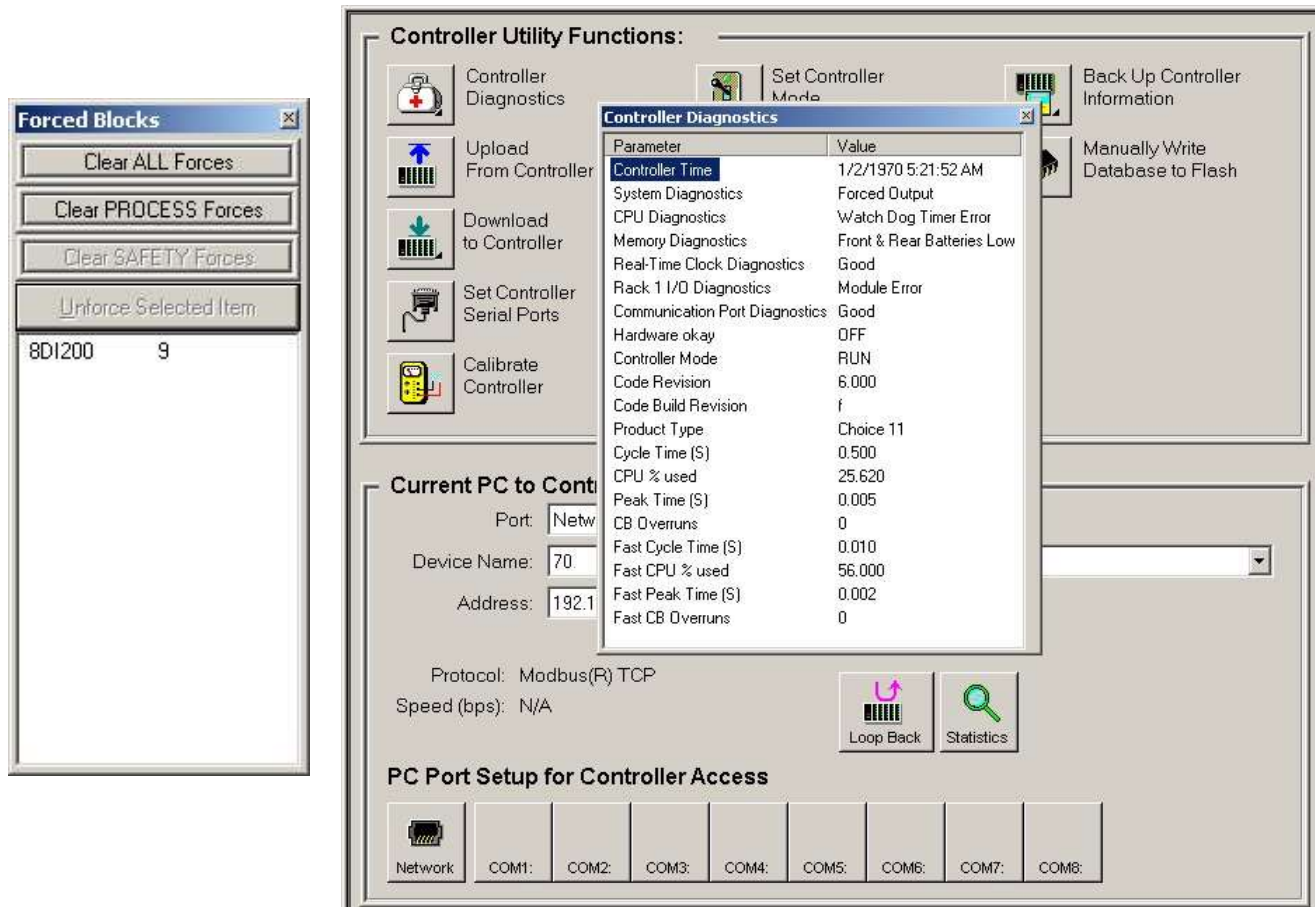 Forced Blocks
Clear ALL Forces
Clear PROCESS Forces
Clear SAFETY Forces
Unforce Selected Item
8DI200 9
Controller Utility Functions:
Controller
Diagnostics
Set Controller
Mode
Back Up Controller
Information
Upload
From Controller
Manually Write
Database to Flash
Download
to Controller
Set Controller
Serial Ports
Calibrate
Controller
Controller Diagnostics
Parameter Value
Controller Time 1/2/1970 5:21:52 AM
System Diagnostics Forced Output
CPU Diagnostics Watch Dog Timer Error
Memory Diagnostics Front & Rear Batteries Low
Real-Time Clock Diagnostics Good
Rack 1 I/O Diagnostics Module Error
Communication Port Diagnostics Good
Hardware okay OFF
Controller Mode RUN
Code Revision 6.000
Code Build Revision f
Product Type Choice 11
Cycle Time (S) 0.500
CPU % used 25.620
Peak Time (S) 0.005
CB Overruns 0
Fast Cycle Time (S) 0.010
Fast CPU % used 56.000
Fast Peak Time (S) 0.002
Fast CB Overruns 0
Current PC to Cont
Port: Netw
Device Name: 70.
Address: 192.1
Protocol: Modbus(R) TCP
Speed (bps): N/A
Loop Back
Statistics
PC Port Setup for Controller Access
Network COM1: COM2: COM3: COM4: COM5: COM6: COM7: COM8: